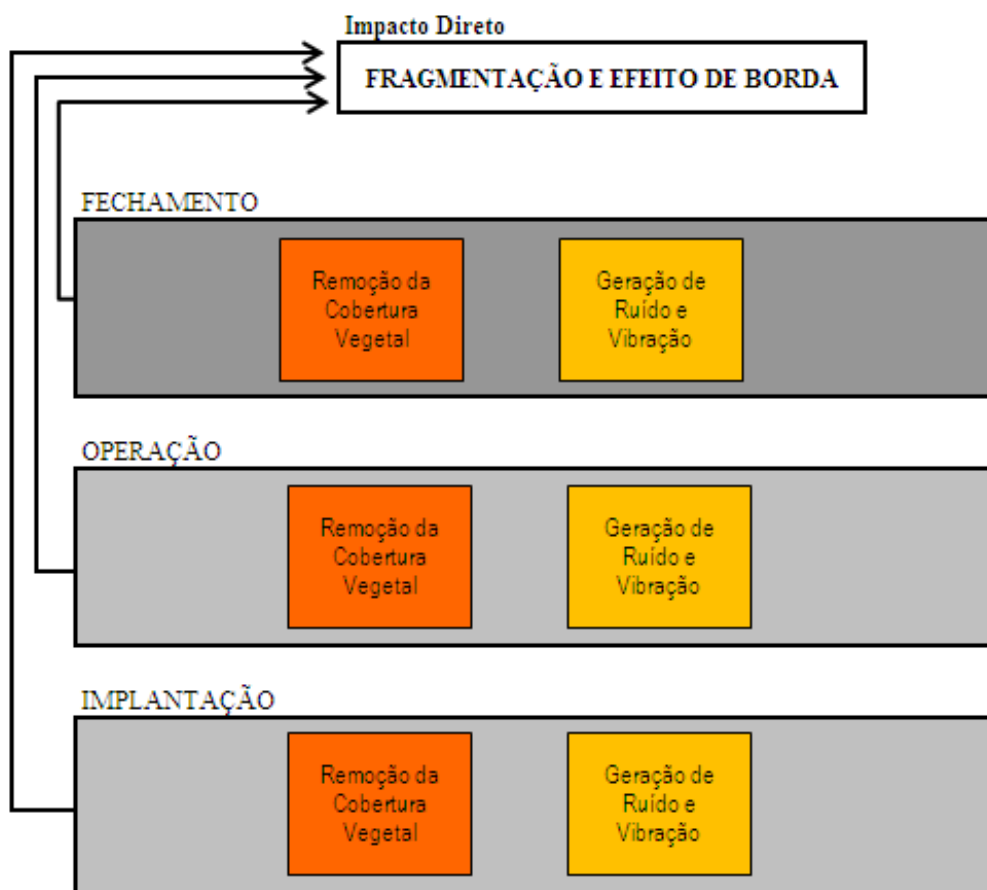 Impacto Direto
FRAGMENTAÇÃO E EFEITO DE BORDA
FECHAMENTO
Remoção da
Cobertura
Vegetal
Geração de
Ruído e
Vibração
OPERAÇÃO
Remoção da
Cobertura
Vegetal
Geração de
Ruído e
Vibração
IMPLANTAÇÃO
Remoção da
Cobertura
Vegetal
Geração de
Ruído e
Vibração